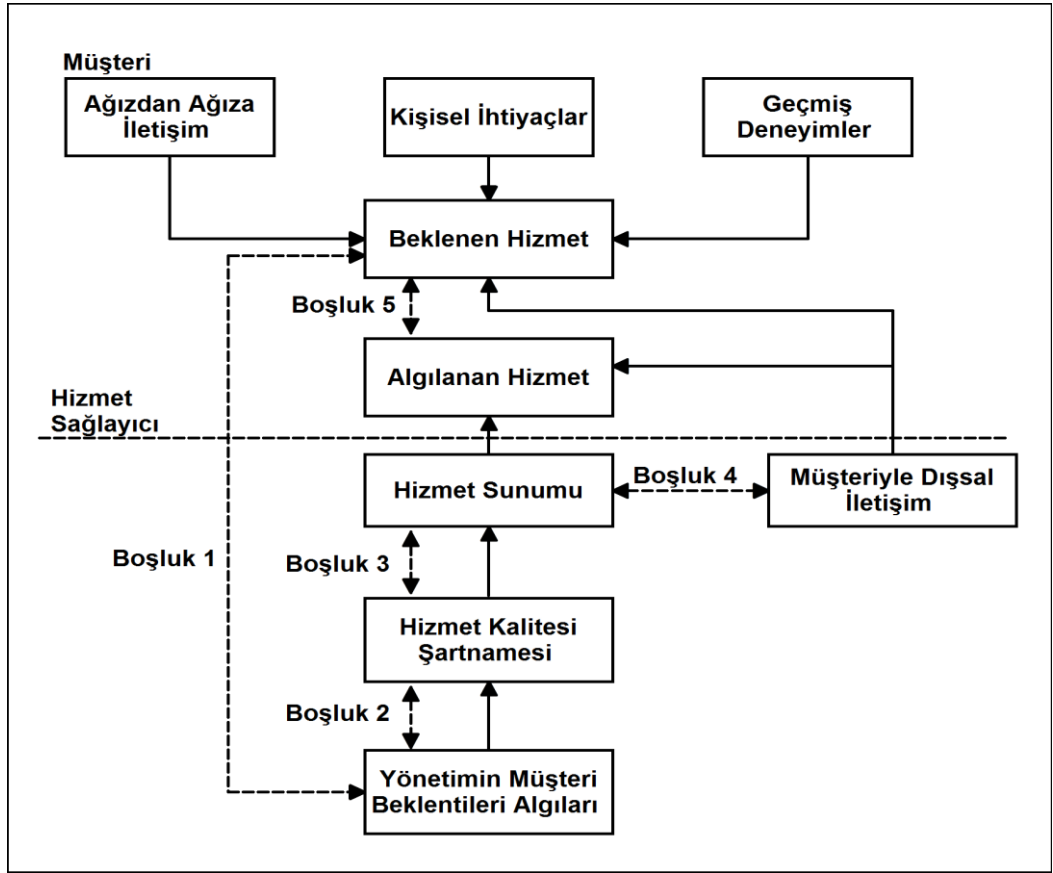 Müşteri
Ağızdan Ağıza
İletişim
Kişisel İhtiyaçlar
Geçmiş
Deneyimler
Beklenen Hizmet
Boşluk 5
Algılanan Hizmet
Hizmet
Sağlayıcı
Hizmet Sunumu
Boşluk 4
Müşteriyle Dışsal
İletişim
Boşluk 1
Boşluk 3
Hizmet Kalitesi
Şartnamesi
Boşluk 2
Yönetimin Müşteri
Beklentileri Algıları